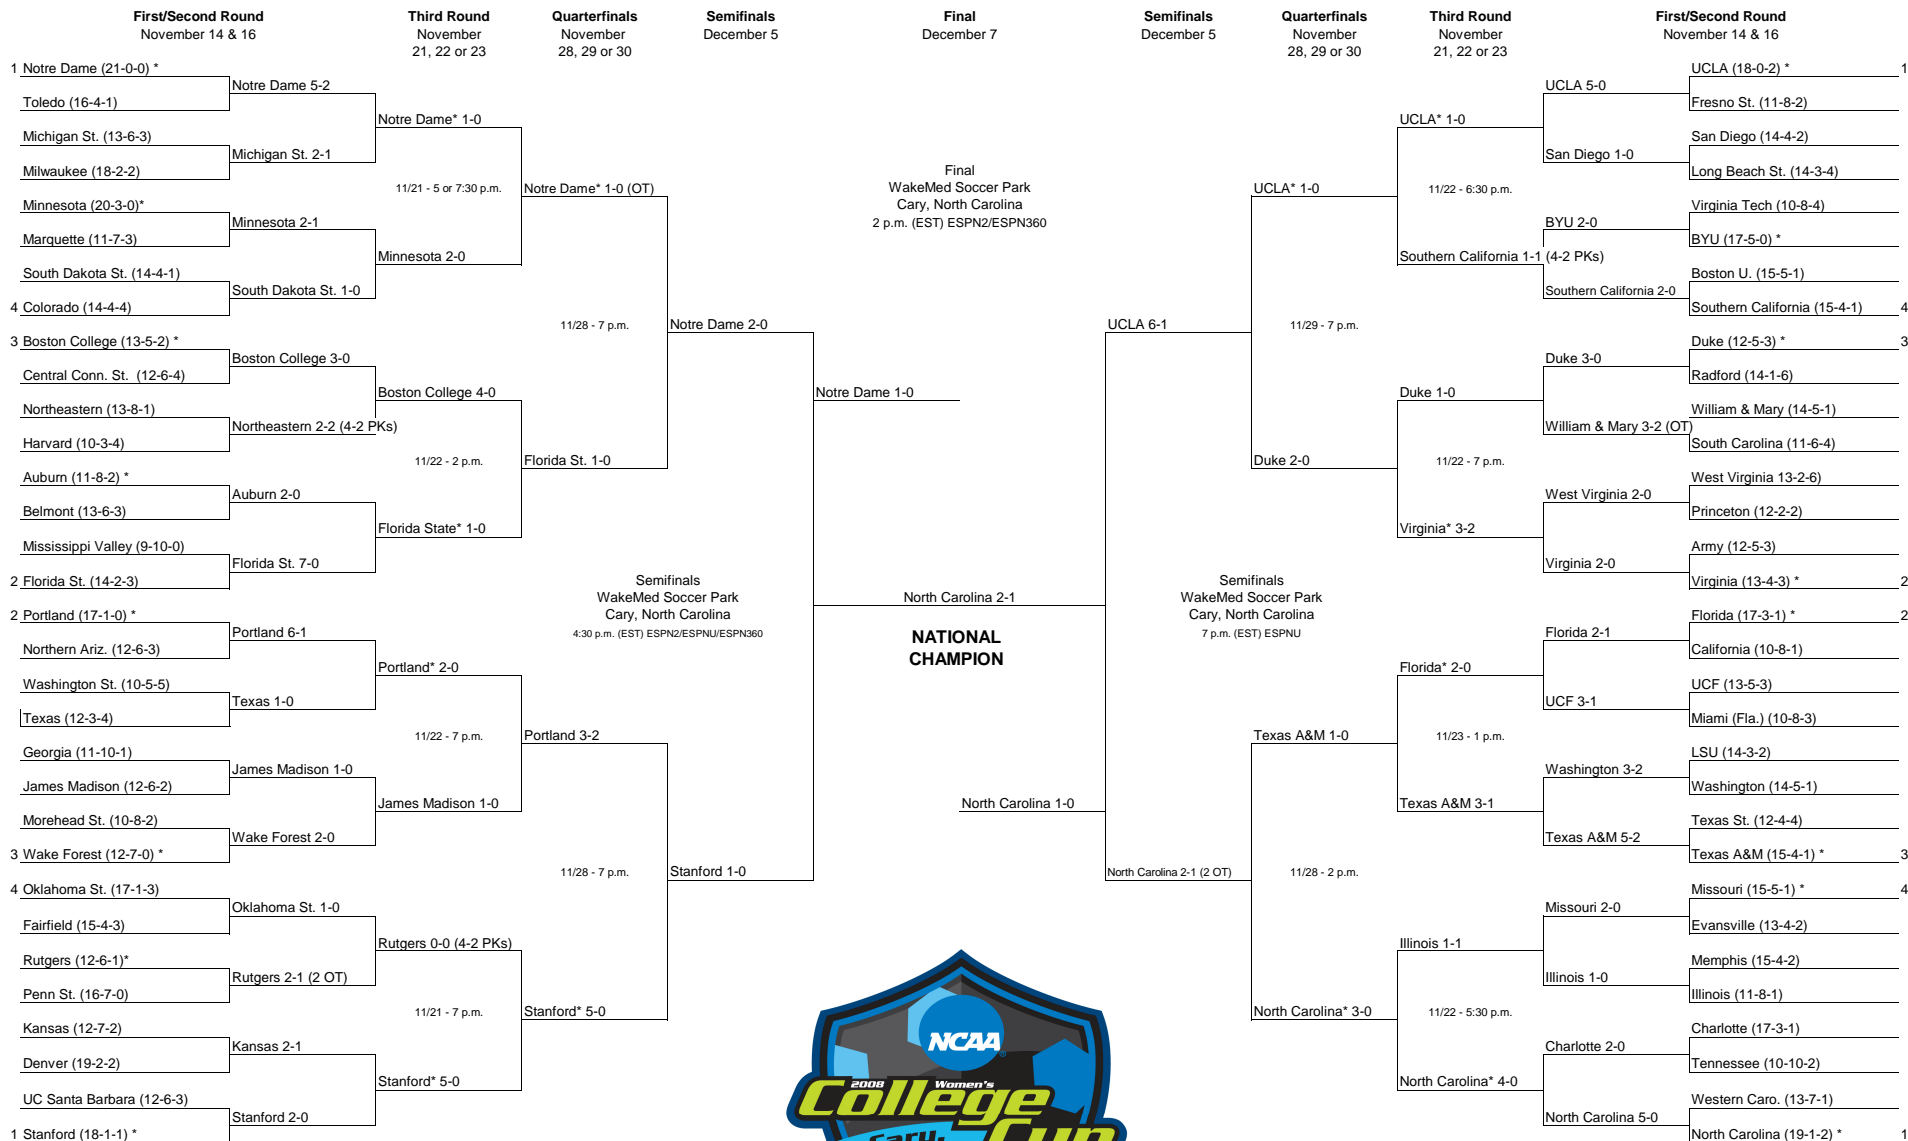 First/Second Round
November 14 & 16
Third Round
November
21, 22 or 23
Quarterfinals
November
28, 29 or 30
Semifinals
December 5
Final
December 7
Semifinals
December 5
Quarterfinals
November
28, 29 or 30
Third Round
November
21, 22 or 23
First/Second Round
November 14 & 16
1 Notre Dame (21-0-0) *
Toledo (16-4-1)
Michigan St. (13-6-3)
Milwaukee (18-2-2)
Minnesota (20-3-0)*
Marquette (11-7-3)
South Dakota St. (14-4-1)
4 Colorado (14-4-4)
3 Boston College (13-5-2) *
Central Conn. St. (12-6-4)
Northeastern (13-8-1)
Harvard (10-3-4)
Auburn (11-8-2) *
Belmont (13-6-3)
Mississippi Valley (9-10-0)
2 Florida St. (14-2-3)
2 Portland (17-1-0) *
Northern Ariz. (12-6-3)
Washington St. (10-5-5)
Texas (12-3-4)
Georgia (11-10-1)
James Madison (12-6-2)
Morehead St. (10-8-2)
3 Wake Forest (12-7-0) *
4 Oklahoma St. (17-1-3)
Fairfield (15-4-3)
Rutgers (12-6-1)*
Penn St. (16-7-0)
Kansas (12-7-2)
Denver (19-2-2)
UC Santa Barbara (12-6-3)
1 Stanford (18-1-1) *
Notre Dame 5-2
Michigan St. 2-1
Minnesota 2-1
South Dakota St. 1-0
Boston College 3-0
Northeastern 2-2 (4-2 PKs)
Auburn 2-0
Florida St. 7-0
Portland 6-1
Texas 1-0
James Madison 1-0
Wake Forest 2-0
Oklahoma St. 1-0
Rutgers 2-1 (2 OT)
Kansas 2-1
Stanford 2-0
Notre Dame* 1-0
11/21 - 5 or 7:30 p.m.
Minnesota 2-0
Boston College 4-0
11/22 - 2 p.m.
Florida State* 1-0
Portland* 2-0
11/22 - 7 p.m.
James Madison 1-0
Rutgers 0-0 (4-2 PKs)
11/21 - 7 p.m.
Stanford* 5-0
Notre Dame* 1-0 (OT)
11/28 - 7 p.m.
Florida St. 1-0
Semifinals
WakeMed Soccer Park
Cary, North Carolina
4:30 p.m. (EST) ESPN2/ESPNU/ESPN360
Portland 3-2
11/28 - 7 p.m.
Stanford* 5-0
Notre Dame 2-0
Stanford 1-0
Notre Dame 1-0
Final
WakeMed Soccer Park
Cary, North Carolina
2 p.m. (EST) ESPN2/ESPN360
North Carolina 2-1
NATIONAL
CHAMPION
North Carolina 1-0
NCAA
2008 Women's
College
Cup
Cary,
UCLA 6-1
North Carolina 2-1 (2 OT)
UCLA* 1-0
11/29 - 7 p.m.
Duke 2-0
Semifinals
WakeMed Soccer Park
Cary, North Carolina
7 p.m. (EST) ESPNU
Texas A&M 1-0
11/28 - 2 p.m.
North Carolina* 3-0
UCLA* 1-0
11/22 - 6:30 p.m.
Southern California 1-1 (4-2 PKs)
Duke 1-0
11/22 - 7 p.m.
Virginia* 3-2
Florida* 2-0
11/23 - 1 p.m.
Texas A&M 3-1
Illinois 1-1
11/22 - 5:30 p.m.
North Carolina* 4-0
UCLA 5-0
San Diego 1-0
BYU 2-0
Southern California 2-0
Duke 3-0
William & Mary 3-2 (OT)
West Virginia 2-0
Virginia 2-0
Florida 2-1
UCF 3-1
Washington 3-2
Texas A&M 5-2
Missouri 2-0
Illinois 1-0
Charlotte 2-0
North Carolina 5-0
UCLA (18-0-2) * 1
Fresno St. (11-8-2)
San Diego (14-4-2)
Long Beach St. (14-3-4)
Virginia Tech (10-8-4)
BYU (17-5-0) *
Boston U. (15-5-1)
Southern California (15-4-1) 4
Duke (12-5-3) * 3
Radford (14-1-6)
William & Mary (14-5-1)
South Carolina (11-6-4)
West Virginia 13-2-6)
Princeton (12-2-2)
Army (12-5-3)
Virginia (13-4-3) * 2
Florida (17-3-1) * 2
California (10-8-1)
UCF (13-5-3)
Miami (Fla.) (10-8-3)
LSU (14-3-2)
Washington (14-5-1)
Texas St. (12-4-4)
Texas A&M (15-4-1) * 3
Missouri (15-5-1) * 4
Evansville (13-4-2)
Memphis (15-4-2)
Illinois (11-8-1)
Charlotte (17-3-1)
Tennessee (10-10-2)
Western Caro. (13-7-1)
North Carolina (19-1-2) * 1